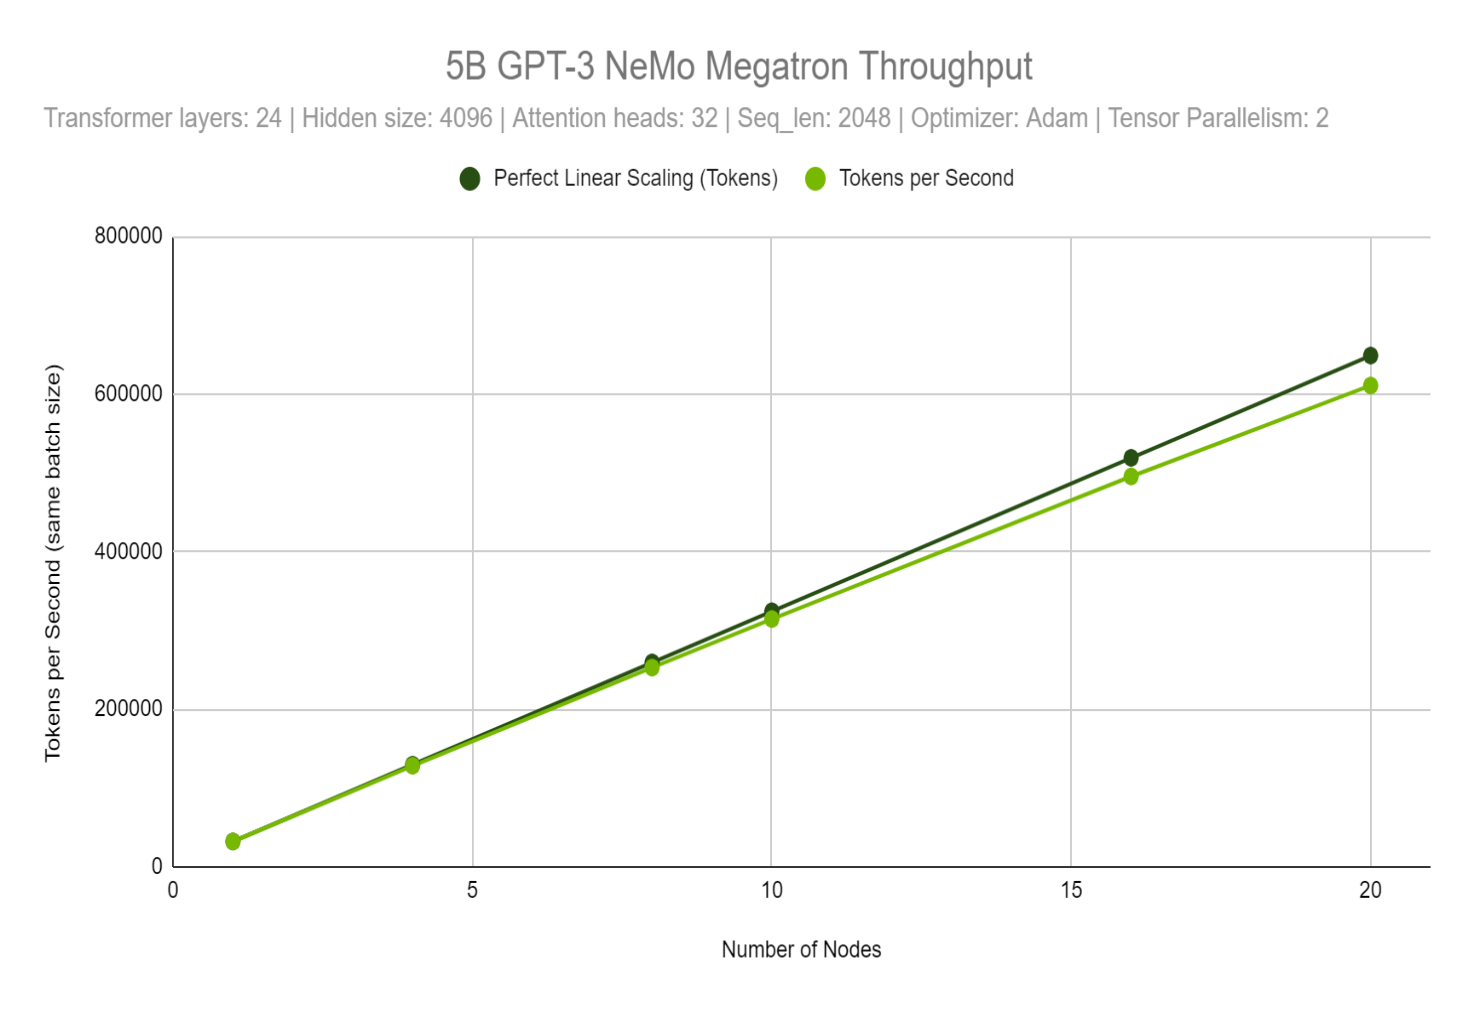 5B GPT-3 NeMo Megatron Throughput
Transformer layers: 24 | Hidden size: 4096 | Attention heads: 32 | Seq_len: 2048 | Optimizer: Adam | Tensor Parallelism: 2
Perfect Linear Scaling (Tokens) Tokens per Second
Tokens per Second (same batch size)
800000
600000
400000
200000
0
0 5 10 15 20
Number of Nodes